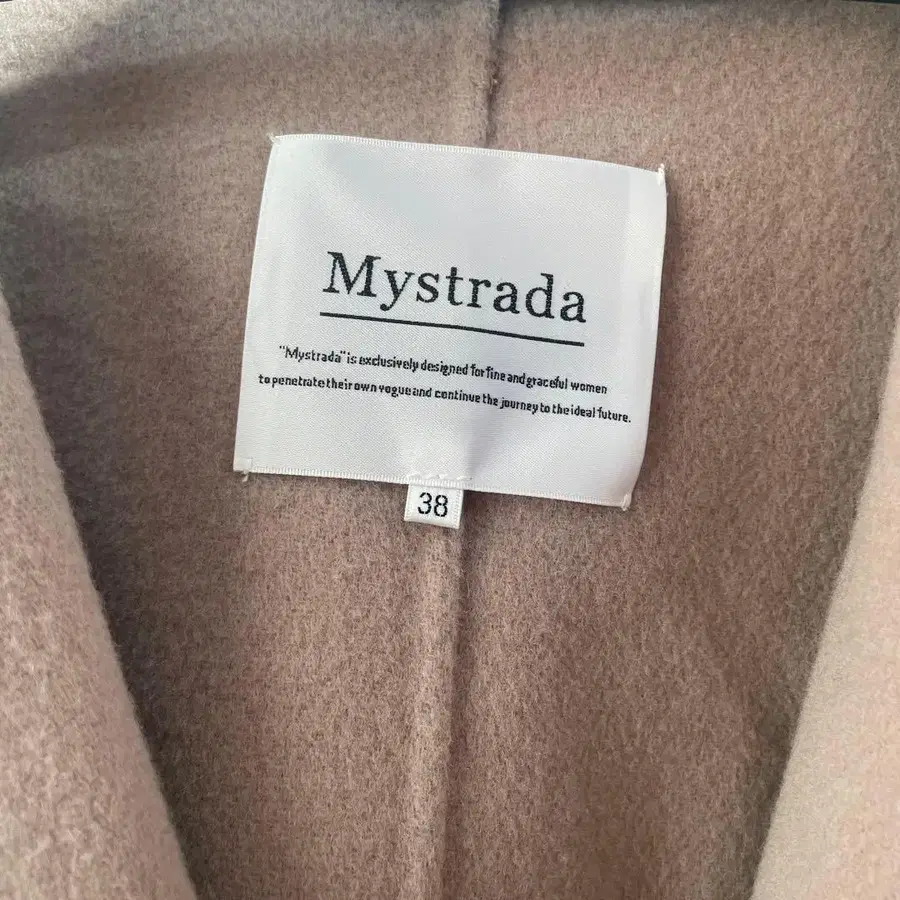 Mystrada
"Mystrada" is exclusively designed for fine and graceful women
to penetrate their own vogue and continue the journey to the ideal future.
38